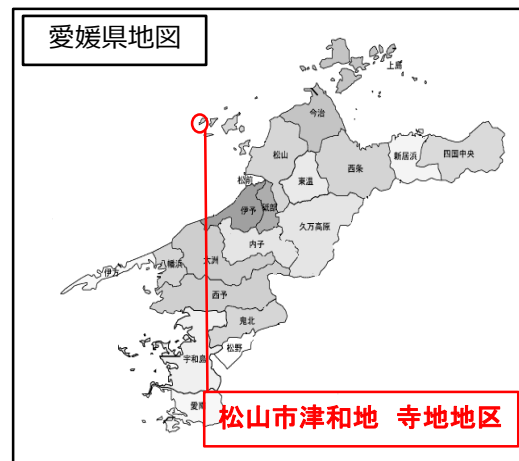 愛媛県地図
上島
今治
松山
新居浜
四国中央
西条
東温
松前
伊予
砥部
久万高原
内子
大洲
八幡浜
伊方
西予
鬼北
松野
宇和島
愛南
松山市津和地 寺地地区